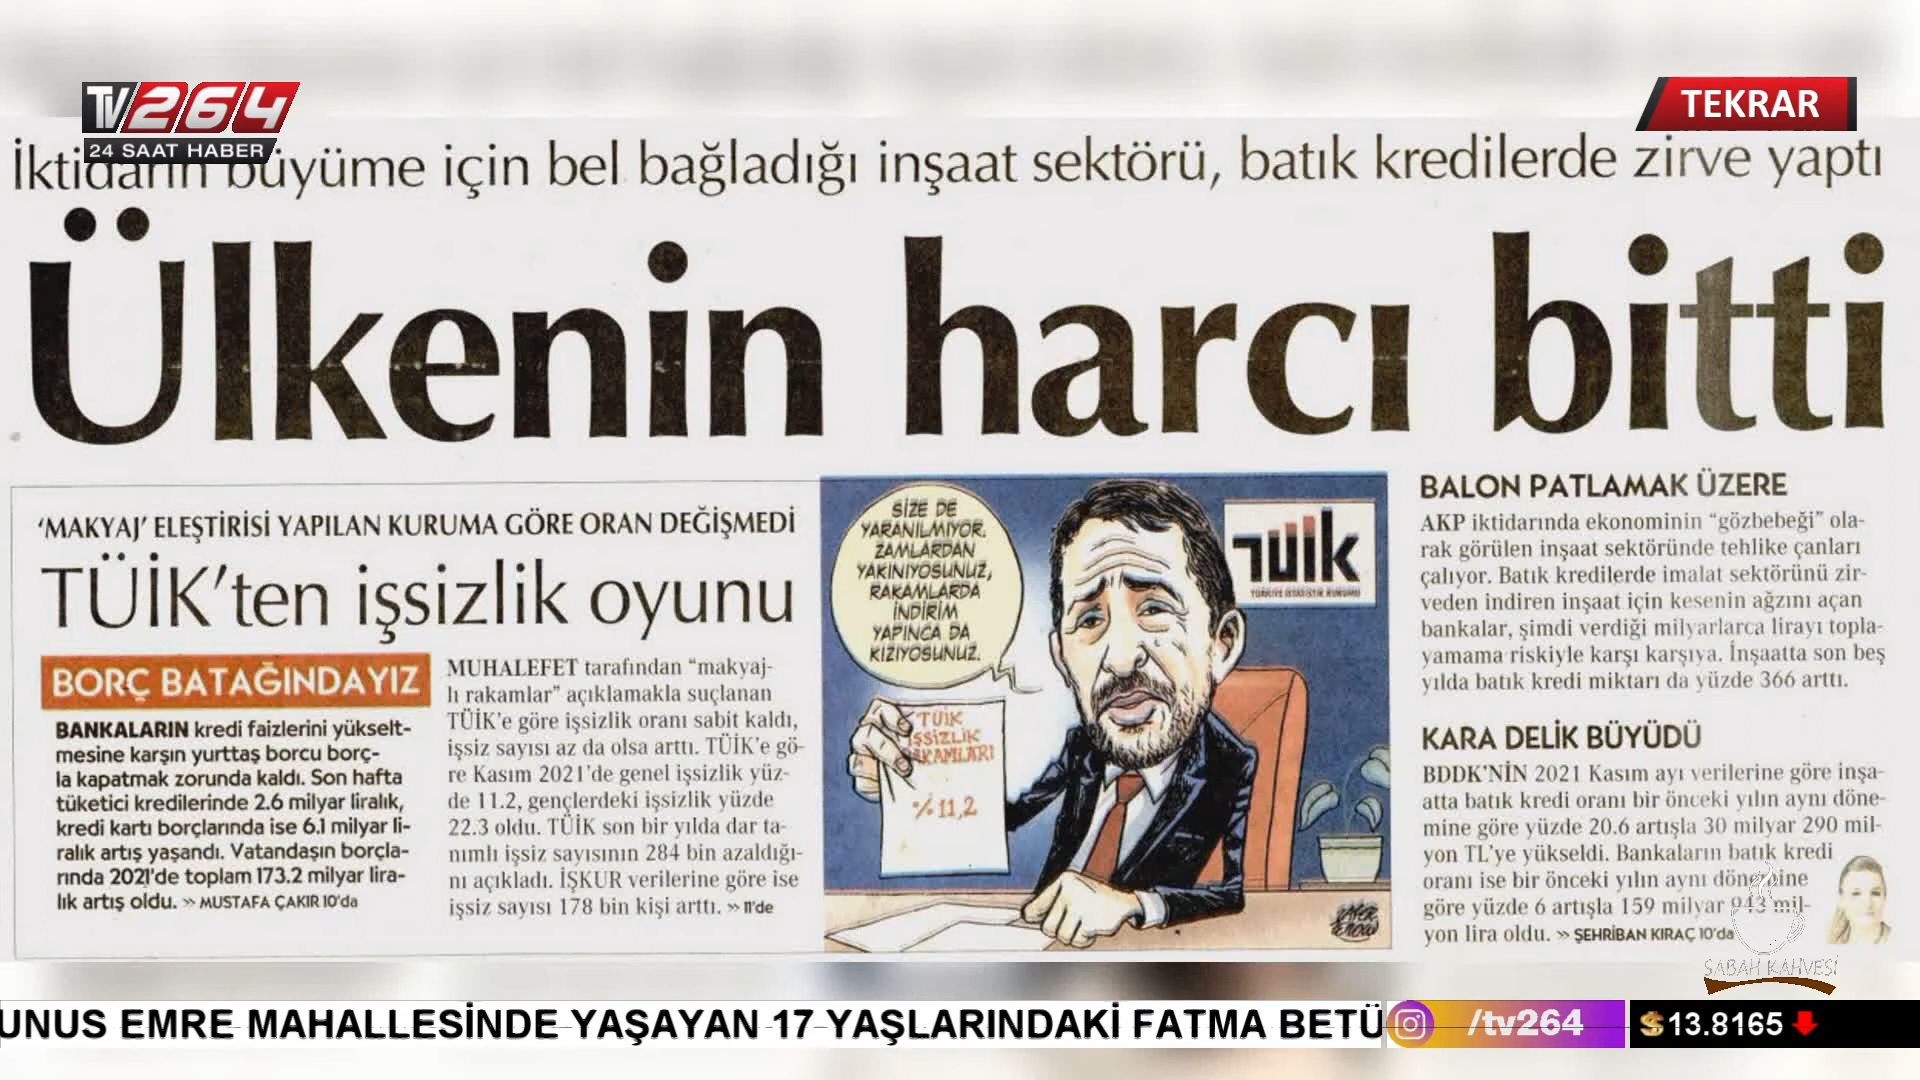 TV264
24 SAAT HABER
TEKRAR
İktidarın büyüme için bel bağladığı inşaat sektörü, batık kredilerde zirve yaptı
Ülkenin harcı bitti
'MAKYAJ' ELEŞTİRİSİ YAPILAN KURUMA GÖRE ORAN DEĞİŞMEDİ
TÜİK'ten işsizlik oyunu
BORÇ BATAĞINDAYIZ
BANKALARIN kredi faizlerini yükselt-
mesine karşın yurttaş borcu borç-
la kapatmak zorunda kaldı. Son hafta
tüketici kredilerinde 2.6 milyar liralık,
kredi kartı borçlarında ise 6.1 milyar li-
ralık artış yaşandı. Vatandaşın borçla-
rında 2021'de toplam 173.2 milyar lira-
lık artış oldu. » MUSTAFA ÇAKIR 10'da
MUHALEFET tarafından "makyaj-
lı rakamlar" açıklamakla suçlanan
TÜİK'e göre işsizlik oranı sabit kaldı,
işsiz sayısı az da olsa arttı. TÜİK'e gö-
re Kasım 2021'de genel işsizlik yüz-
de 11.2, gençlerdeki işsizlik yüzde
22.3 oldu. TÜİK son bir yılda dar ta-
nımlı işsiz sayısının 284 bin azaldığı-
nı açıkladı. İŞKUR verilerine göre ise
işsiz sayısı 178 bin kişi arttı. » 11'de
SİZE DE
YARANILMIYOR.
ZAMLARDAN
YAKINIYOSUNUZ,
RAKAMLARDA
İNDİRİM
YAPINCA DA
KIZIYOSUNUZ.
TÜİK
TÜRKİYE İSTATİSTİK KURUMU
TÜİK
İŞSİZLİK
RAKAMLARI
%11,2
BALON PATLAMAK ÜZERE
AKP iktidarında ekonominin "gözbebeği" ola-
rak görülen inşaat sektöründe tehlike çanları
çalıyor. Batık kredilerde imalat sektörünü zir-
veden indiren inşaat için kesenin ağzını açan
bankalar, şimdi verdiği milyarlarca lirayı topla-
yamama riskiyle karşı karşıya. İnşaatta son beş
yılda batık kredi miktarı da yüzde 366 arttı.
KARA DELİK BÜYÜDÜ
BDDK'NİN 2021 Kasım ayı verilerine göre inşa-
atta batık kredi oranı bir önceki yılın aynı döne-
mine göre yüzde 20.6 artışla 30 milyar 290 mil-
yon TL'ye yükseldi. Bankaların batık kredi
oranı ise bir önceki yılın aynı dönemine
göre yüzde 6 artışla 159 milyar 943 mil-
yon lira oldu. » ŞEHRİBAN KIRAÇ 10'da
SABAH KAHVESİ
UNUS EMRE MAHALLESİNDE YAŞAYAN 17 YAŞLARINDAKİ FATMA BETÜ
/tv264
$13.8165